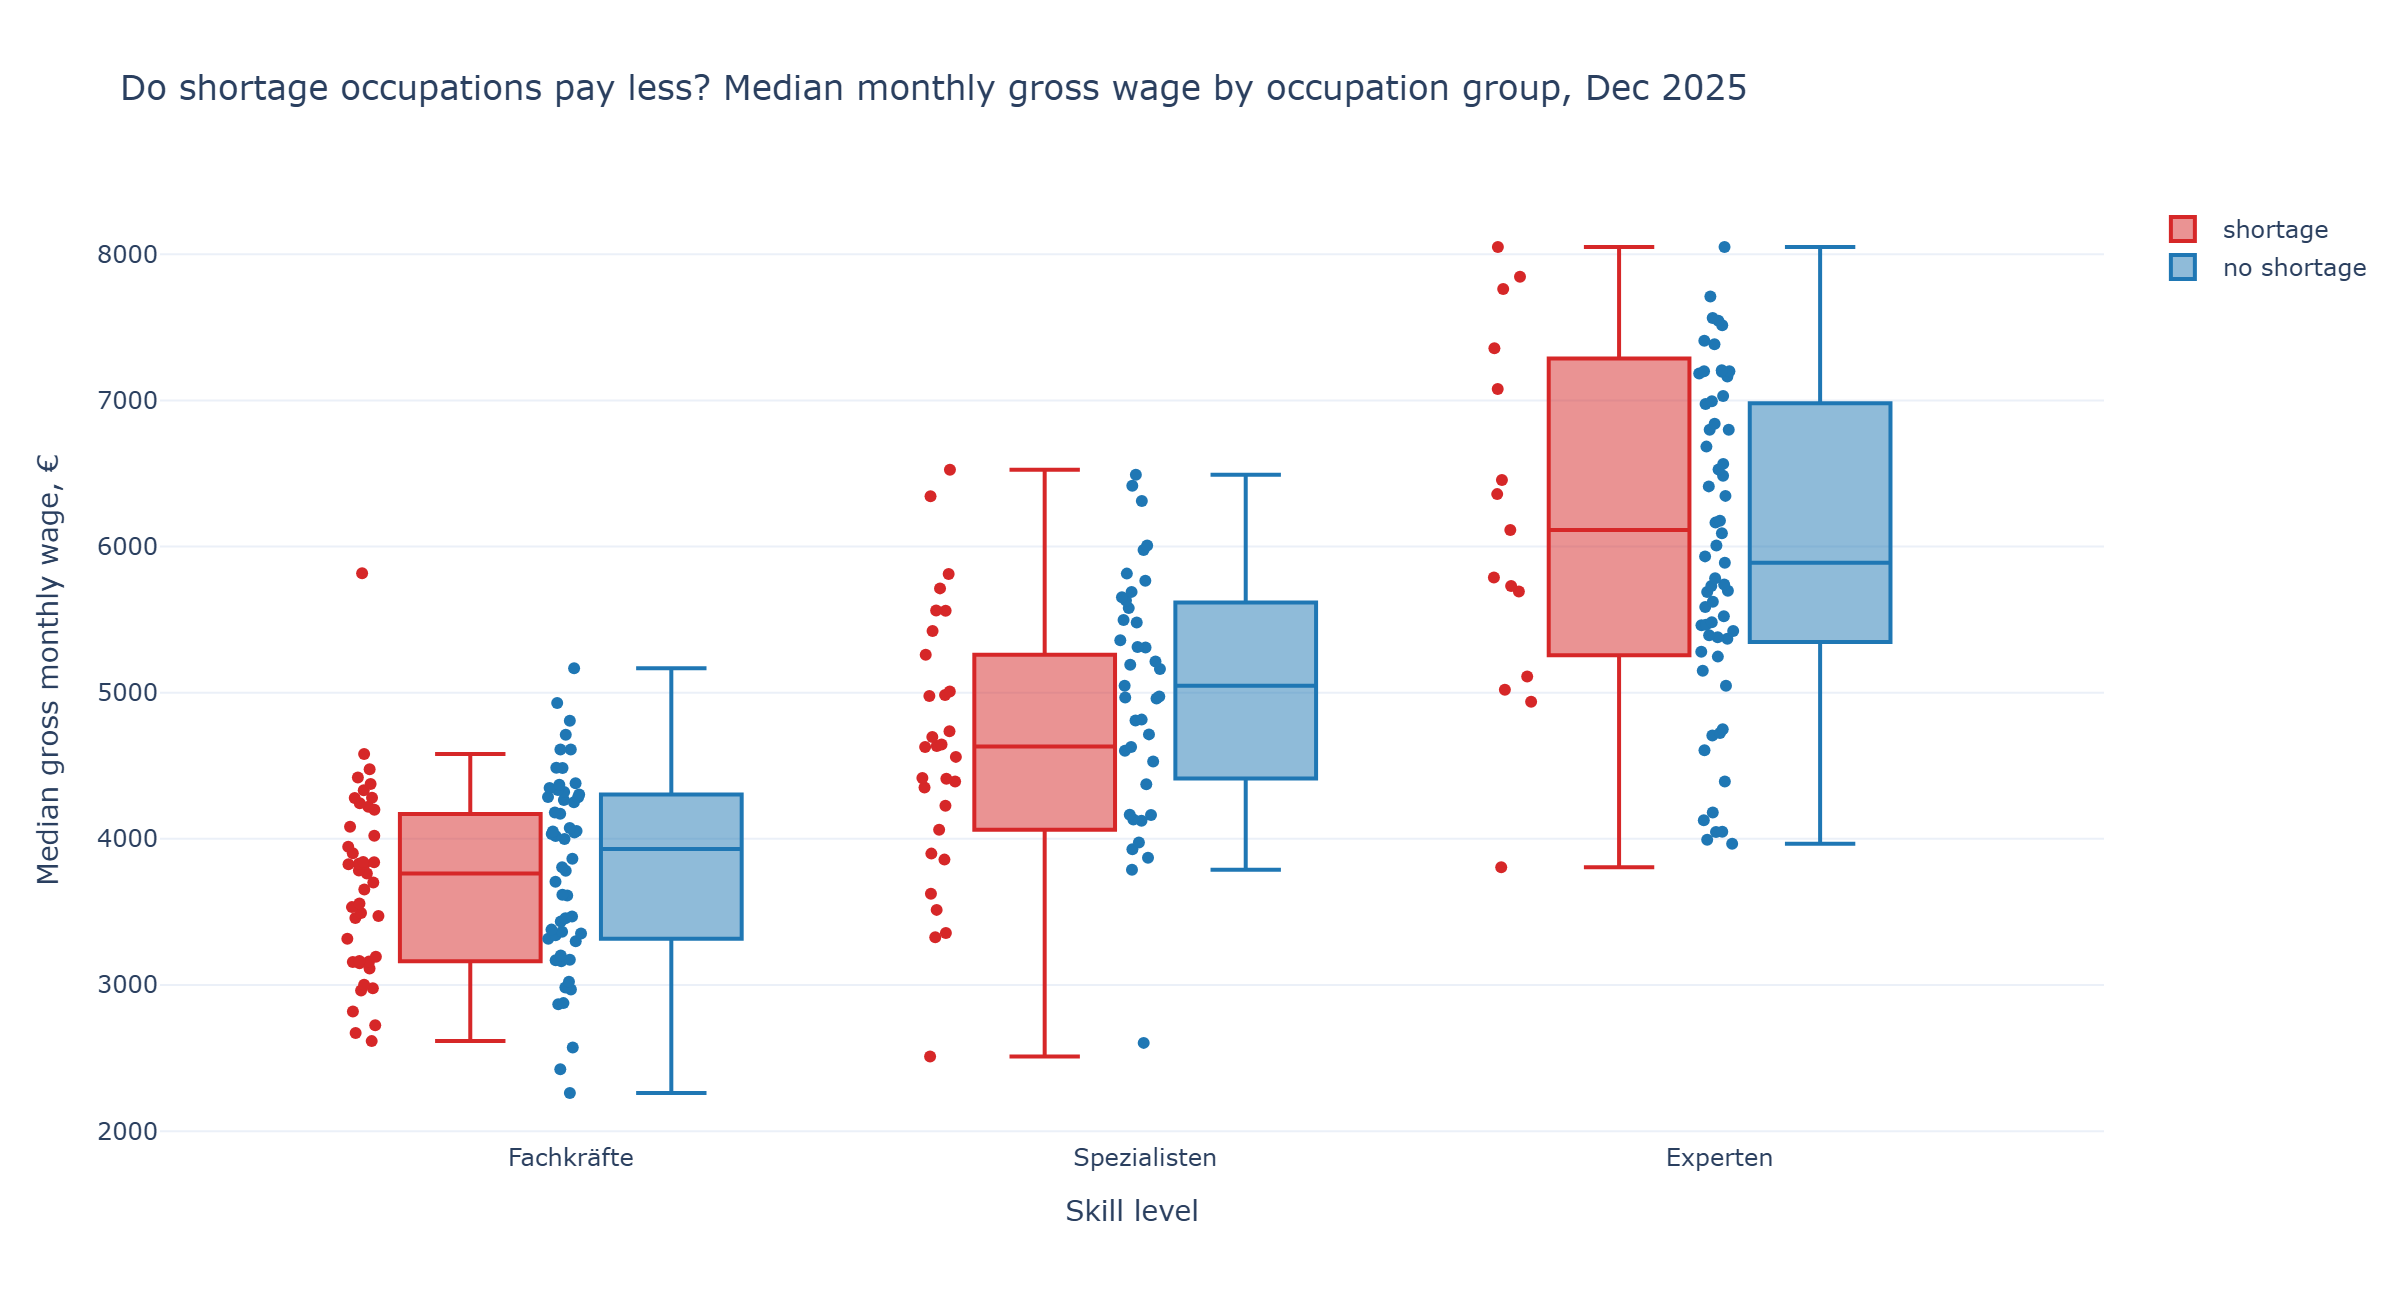 Do shortage occupations pay less? Median monthly gross wage by occupation group, Dec 2025
shortage
no shortage
Median gross monthly wage, €
8000
7000
6000
5000
4000
3000
2000
Fachkräfte
Spezialisten
Experten
Skill level